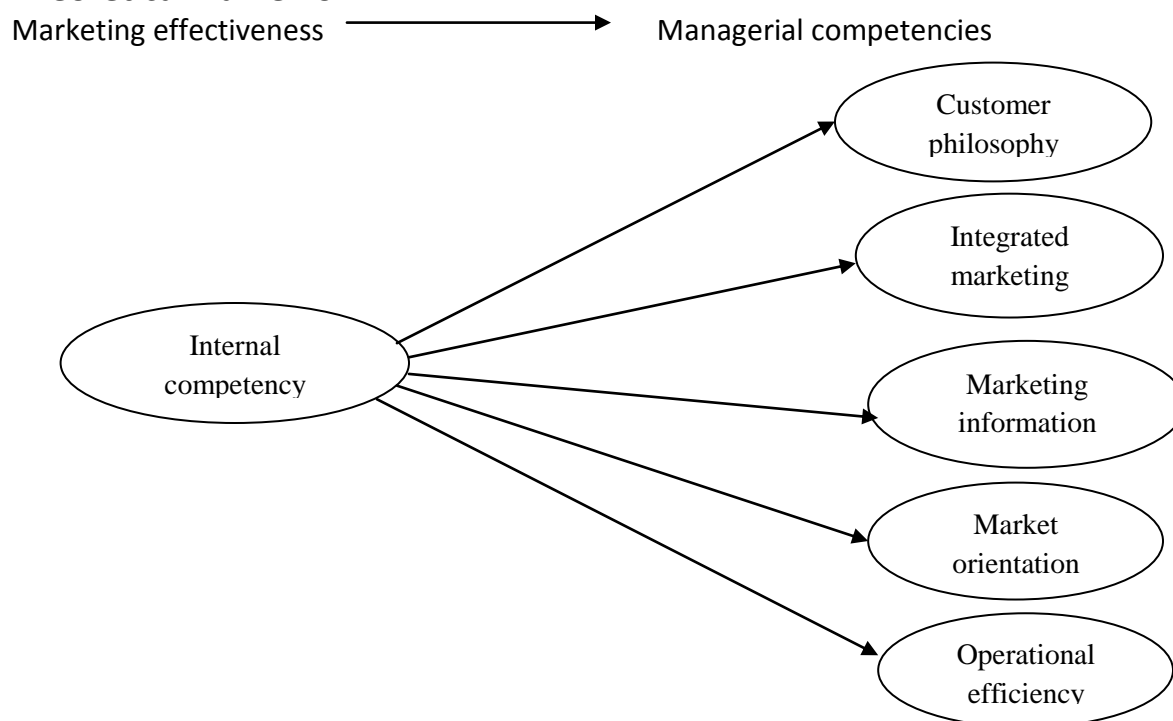 Marketing effectiveness Managerial competencies
Customer
philosophy
Integrated
marketing
Internal
competency
Marketing
information
Market
orientation
Operational
efficiency